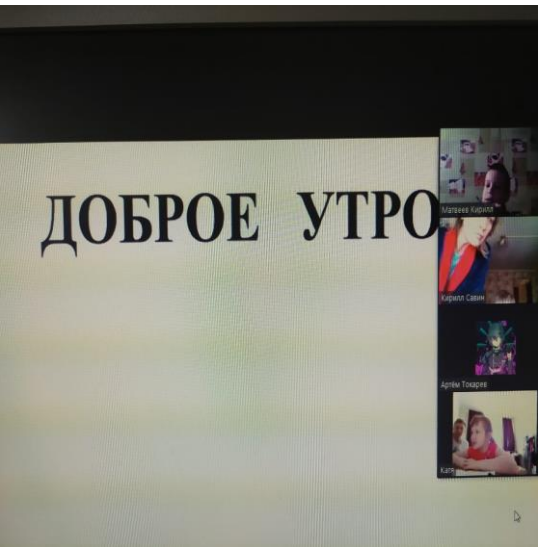 ДОБРОЕ УТРО
Матвеев Кирилл
Кирилл Савин
Артём Токарев
Катя